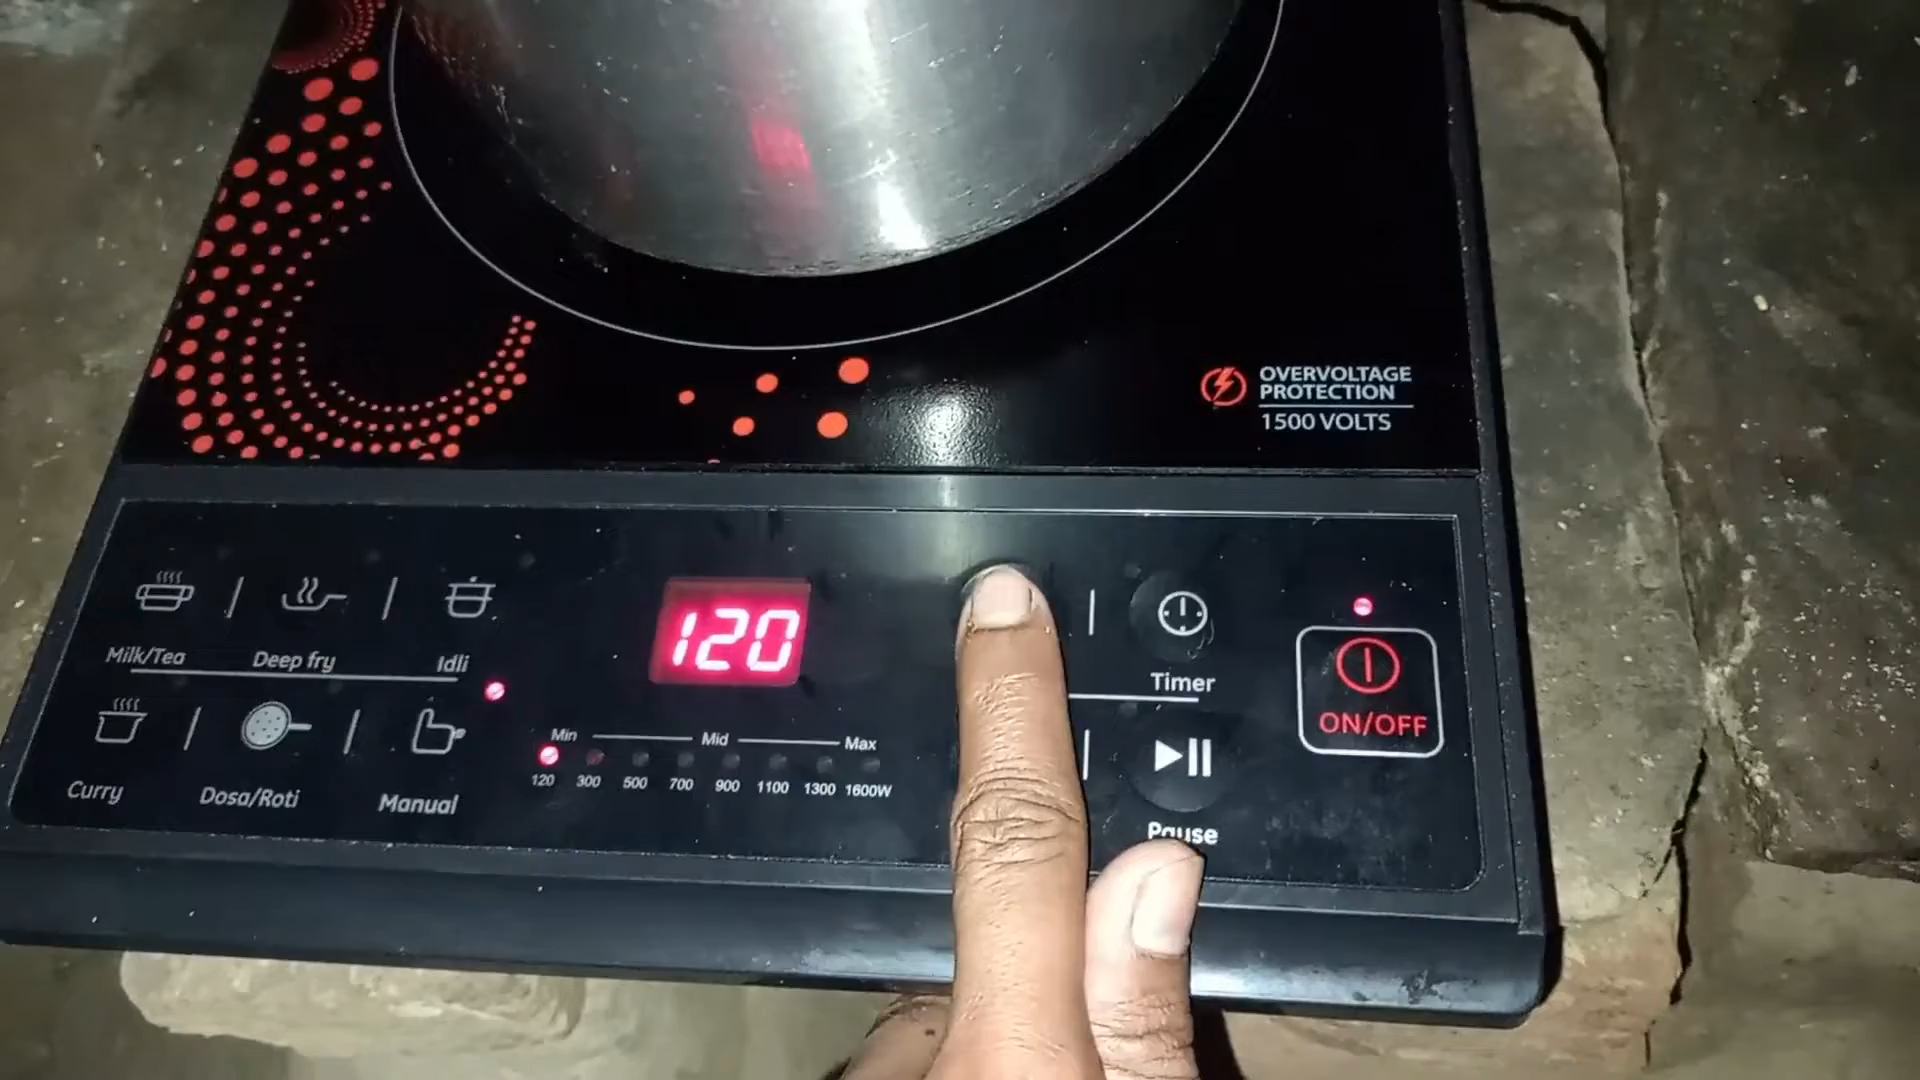 OVERVOLTAGE
PROTECTION
1500 VOLTS
Milk/Tea
Deep fry
Idli
120
Timer
ON/OFF
Min
Mid
Max
120 300 500 700 900 1100 1300 1600W
Curry
Dosa/Roti
Manual
Pause